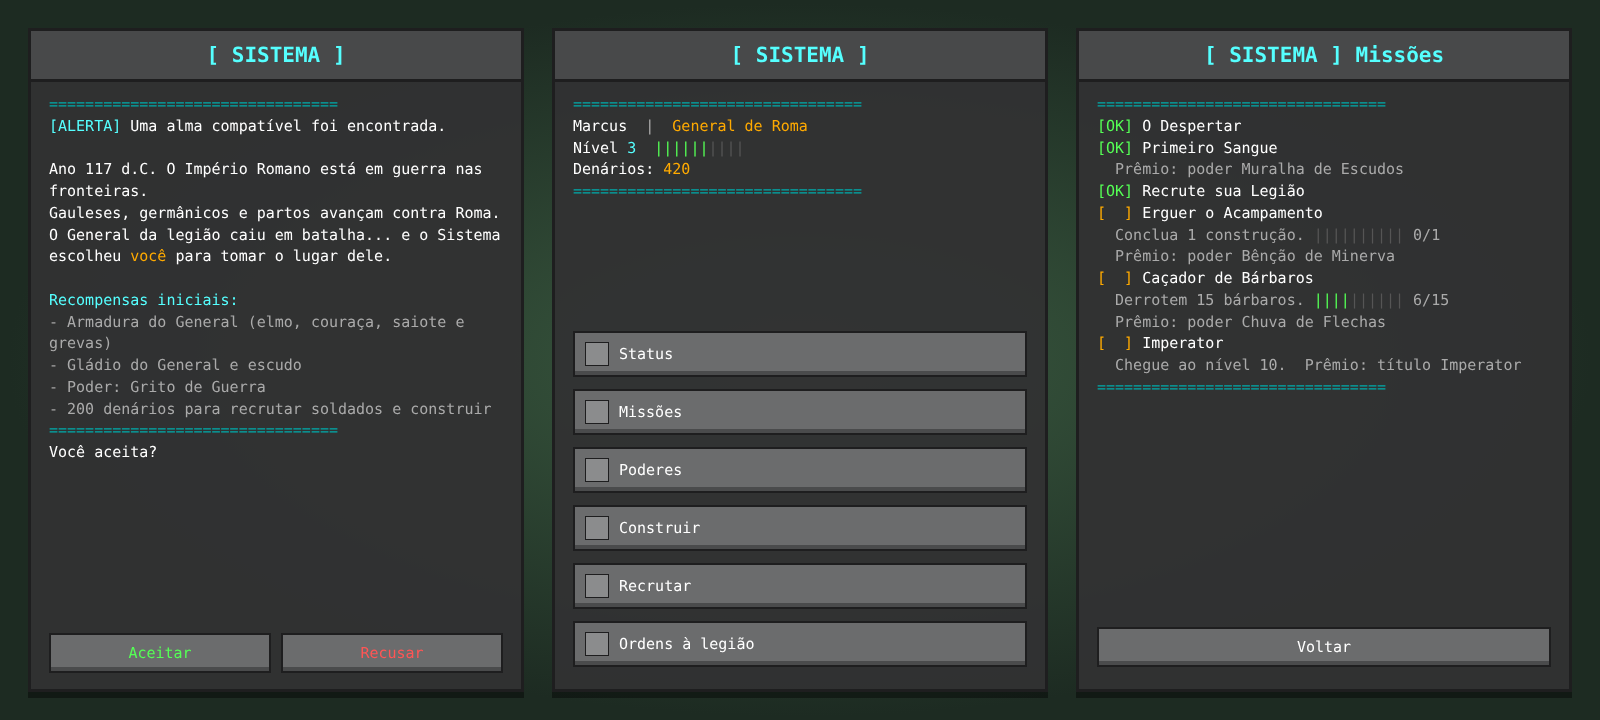 [ SISTEMA ]
================================
[ALERTA] Uma alma compatível foi encontrada.
Ano 117 d.C. O Império Romano está em guerra nas
fronteiras.
Gauleses, germânicos e partos avançam contra Roma.
O General da legião caiu em batalha... e o Sistema
escolheu você para tomar o lugar dele.
Recompensas iniciais:
- Armadura do General (elmo, couraça, saiote e
grevas)
- Gládio do General e escudo
- Poder: Grito de Guerra
- 200 denários para recrutar soldados e construir
================================
Você aceita?
Aceitar
Recusar
[ SISTEMA ]
================================
Marcus | General de Roma
Nível 3 ||||||||||
Denários: 420
================================
Status
Missões
Poderes
Construir
Recrutar
Ordens à legião
[ SISTEMA ] Missões
================================
[OK] O Despertar
[OK] Primeiro Sangue
Prêmio: poder Muralha de Escudos
[OK] Recrute sua Legião
[ ] Erguer o Acampamento
Conclua 1 construção. |||||||||| 0/1
Prêmio: poder Bênção de Minerva
[ ] Caçador de Bárbaros
Derrotem 15 bárbaros. |||||||||| 6/15
Prêmio: poder Chuva de Flechas
[ ] Imperator
Chegue ao nível 10. Prêmio: título Imperator
================================
Voltar